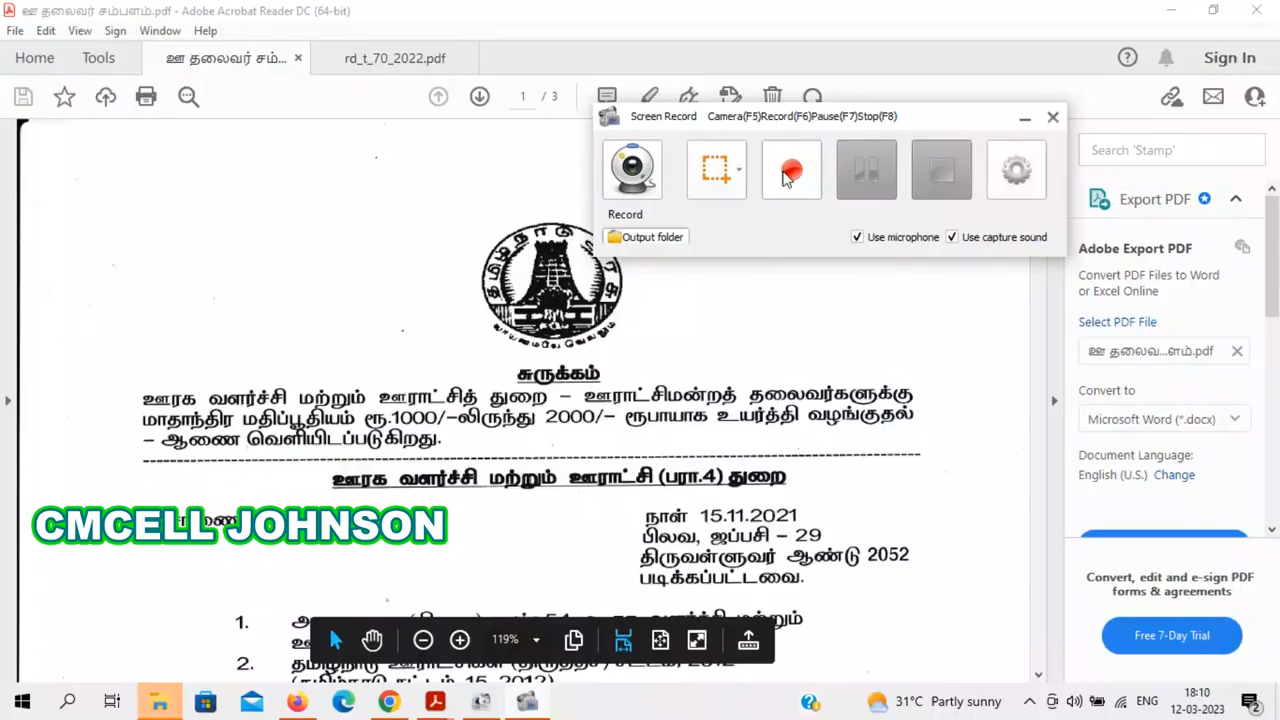 ஊ தலைவர் சம்பளம்.pdf - Adobe Acrobat Reader DC (64-bit)
File Edit View Sign Window Help
Home Tools ஊ தலைவர் சம்... rd_t_70_2022.pdf Sign In
1 / 3
Screen Record Camera(F5)Record(F6)Pause(F7)Stop(F8)
Record
Output folder Use microphone Use capture sound
Search 'Stamp'
Export PDF
Adobe Export PDF
Convert PDF Files to Word
or Excel Online
Select PDF File
ஊ தலைவ...ளம்.pdf
Convert to
Microsoft Word (*.docx)
Document Language:
English (U.S.) Change
Convert, edit and e-sign PDF
forms & agreements
Free 7-Day Trial
தமிழ்நாடு அரசு
வாய்மையே வெல்லும்
சுருக்கம்
ஊரக வளர்ச்சி மற்றும் ஊராட்சித் துறை – ஊராட்சிமன்றத் தலைவர்களுக்கு
மாதாந்திர மதிப்பூதியம் ரூ.1000/–லிருந்து 2000/– ரூபாயாக உயர்த்தி வழங்குதல்
– ஆணை வெளியிடப்படுகிறது.
ஊரக வளர்ச்சி மற்றும் ஊராட்சி (பரா.4) துறை
CMCELL JOHNSON
நாள் 15.11.2021
பிலவ, ஐப்பசி – 29
திருவள்ளுவர் ஆண்டு 2052
படிக்கப்பட்டவை.
1.
2. தமிழ்நாடு ஊராட்சிகள்
119%
31°C Partly sunny ENG 18:10
12-03-2023
2